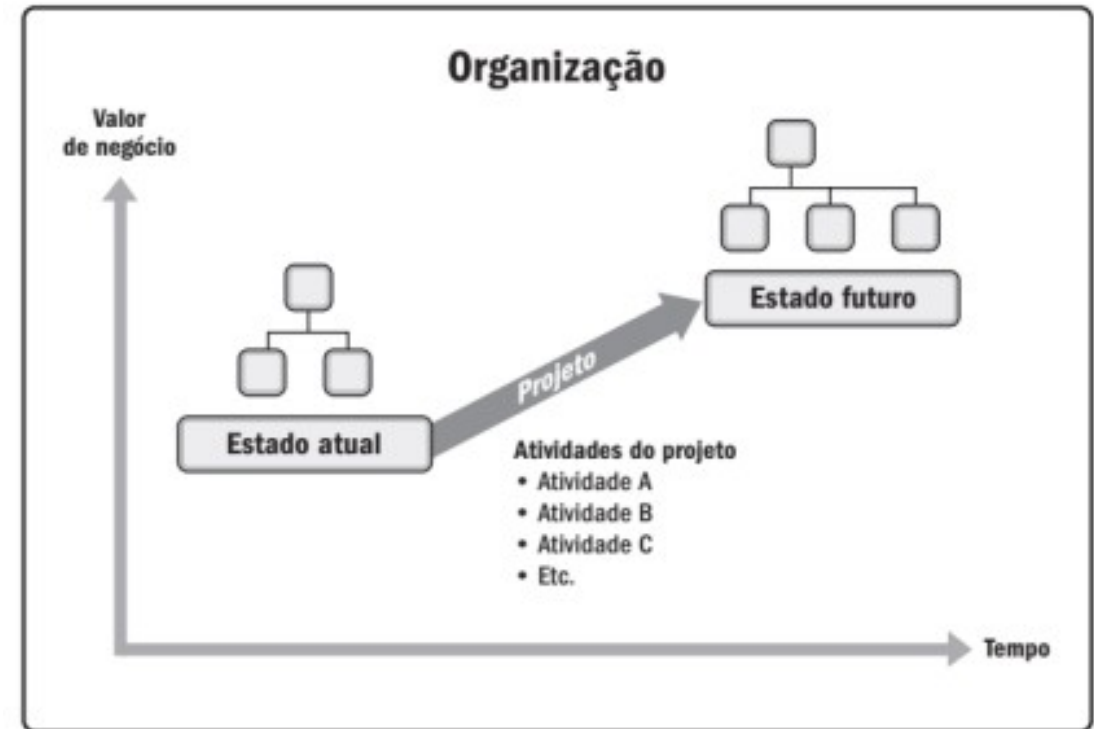 Organização
Valor
de negócio
Estado futuro
Projeto
Estado atual
Atividades do projeto
• Atividade A
• Atividade B
• Atividade C
• Etc.
Tempo